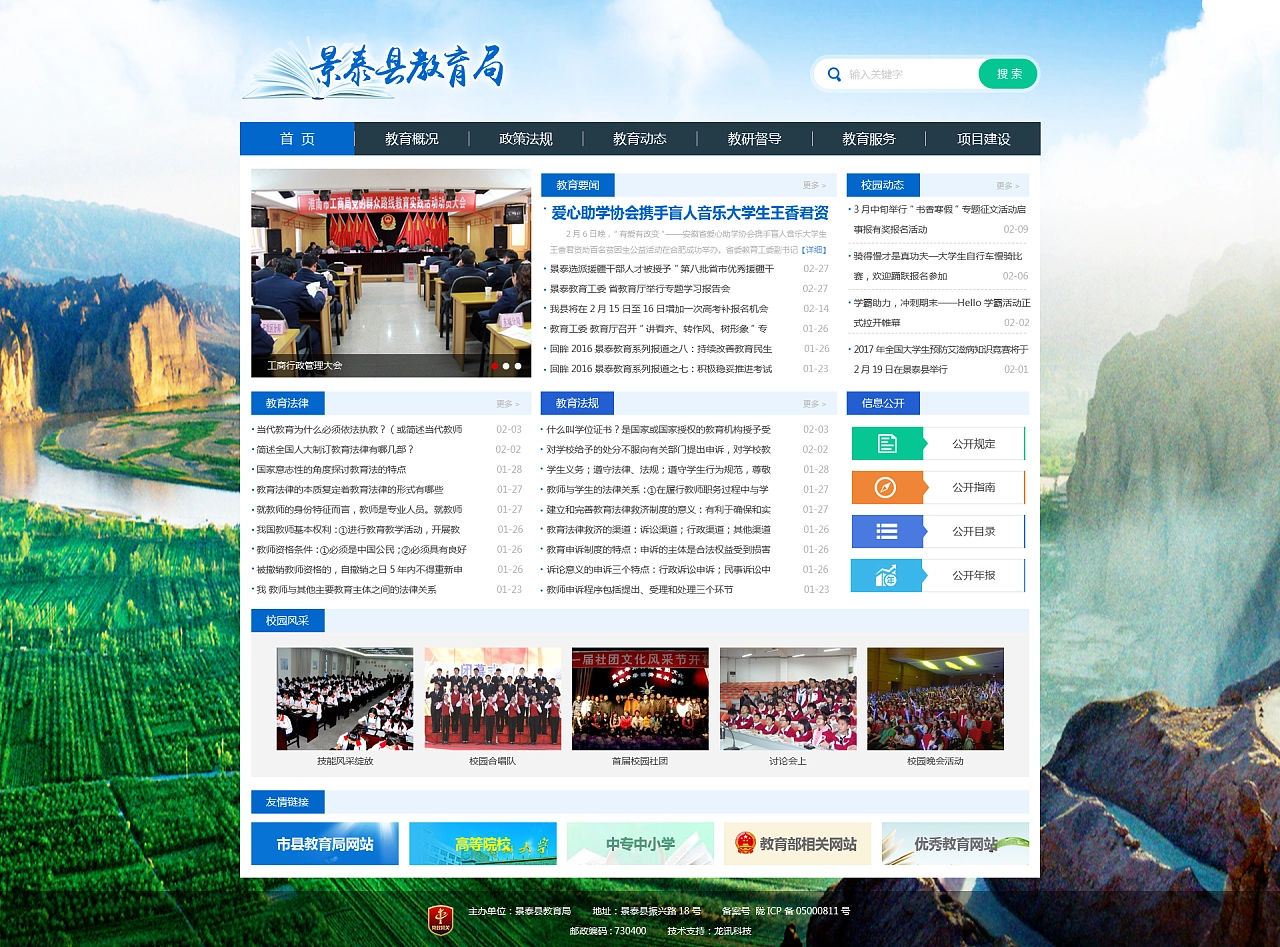 景泰县教育局
输入关键字
搜 索
首 页 教育概况 政策法规 教育动态 教研督导 教育服务 项目建设
淮南市工商局党的群众路线教育实践活动动员大会
工商行政管理大会
教育要闻 更多 >
爱心助学协会携手盲人音乐大学生王香君资
2 月 6 日晚，“有爱有改变”——安徽省爱心助学协会携手盲人大学生
王香君资助百名贫困生公益活动在合肥成功举办。省委教育工委副书记【详细】
景泰选派援疆干部人才被授予 " 第八批省市优秀援疆干 02-27
景泰教育工委 省教育厅举行专题学习报告会 02-27
我县将在 2 月 15 日至 16 日增加一次高考补报名机会 02-14
教育工委 教育厅召开 " 讲看齐、转作风、树形象 " 专 01-26
回眸 2016 景泰教育系列报道之八：持续改善教育民生 01-26
回眸 2016 景泰教育系列报道之七：积极稳妥推进考试 01-23
校园动态 更多 >
3 月中旬举行 " 书香寒假 " 专题征文活动启
事报有奖报名活动 02-09
骑得慢才是真功夫—大学生自行车慢骑比
赛，欢迎踊跃报名参加 02-06
学霸助力，冲刺期末——Hello 学霸活动正
式拉开帷幕 02-02
2017 年全国大学生预防艾滋病知识竞赛将于
2 月 19 日在景泰县举行 02-01
教育法律 更多 >
当代教育为什么必须依法执教？（或简述当代教师 02-03
简述全国人大制订教育法律有哪几部？ 02-02
国家意志性的角度探讨教育法的特点 01-28
教育法律的本质复定着教育法律的形式有哪些 01-27
就教师的身份特征而言，教师是专业人员。就教师 01-27
我国教师基本权利：①进行教育教学活动，开展教 01-26
教师资格条件：①必须是中国公民；②必须具有良好 01-26
被撤销教师资格的，自撤销之日 5 年内不得重新申 01-26
我 教师与其他主要教育主体之间的法律关系 01-23
教育法规 更多 >
什么叫学位证书？是国家或国家授权的教育机构授予受 02-03
对学校给予的处分不服向有关部门提出申诉，对学校教 02-02
学生义务；遵守法律、法规；遵守学生行为规范，尊敬 01-28
教师与学生的法律关系：①在履行教师职务过程中与学 01-27
建立和完善教育法律救济制度的意义：有利于确保和实 01-27
教育法律救济的渠道：诉讼渠道；行政渠道；其他渠道 01-26
教育申诉制度的特点：申诉的主体是合法权益受到损害 01-26
诉论意义的申诉三个特点：行政诉讼申诉；民事诉讼中 01-26
教师申诉程序包括提出、受理和处理三个环节 01-23
信息公开
公开规定
公开指南
公开目录
公开年报
校园风采
技能风采绽放 校园合唱队 首届校园社团 讨论会上 校园晚会活动
友情链接
市县教育局网站 高等院校 中专中小学 教育部相关网站 优秀教育网站
主办单位：景泰县教育局 地址：景泰县振兴路 18 号 备案号 陇 ICP 备 05000811 号
邮政编码：730400 技术支持：龙讯科技